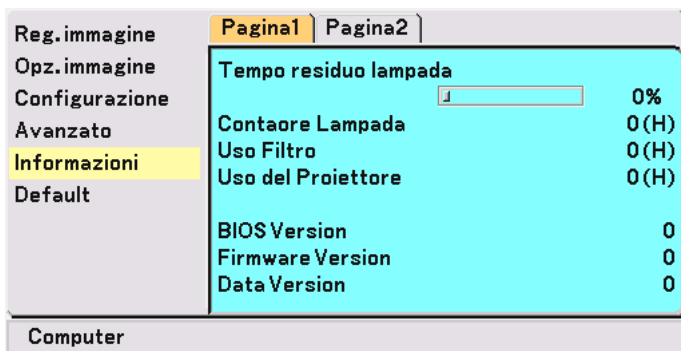 Reg.immagine
Opz.immagine
Configurazione
Avanzato
Informazioni
Default
Pagina1 Pagina2
Tempo residuo lampada
0%
Contaore Lampada 0(H)
Uso Filtro 0(H)
Uso del Proiettore 0(H)
BIOS Version 0
Firmware Version 0
Data Version 0
Computer